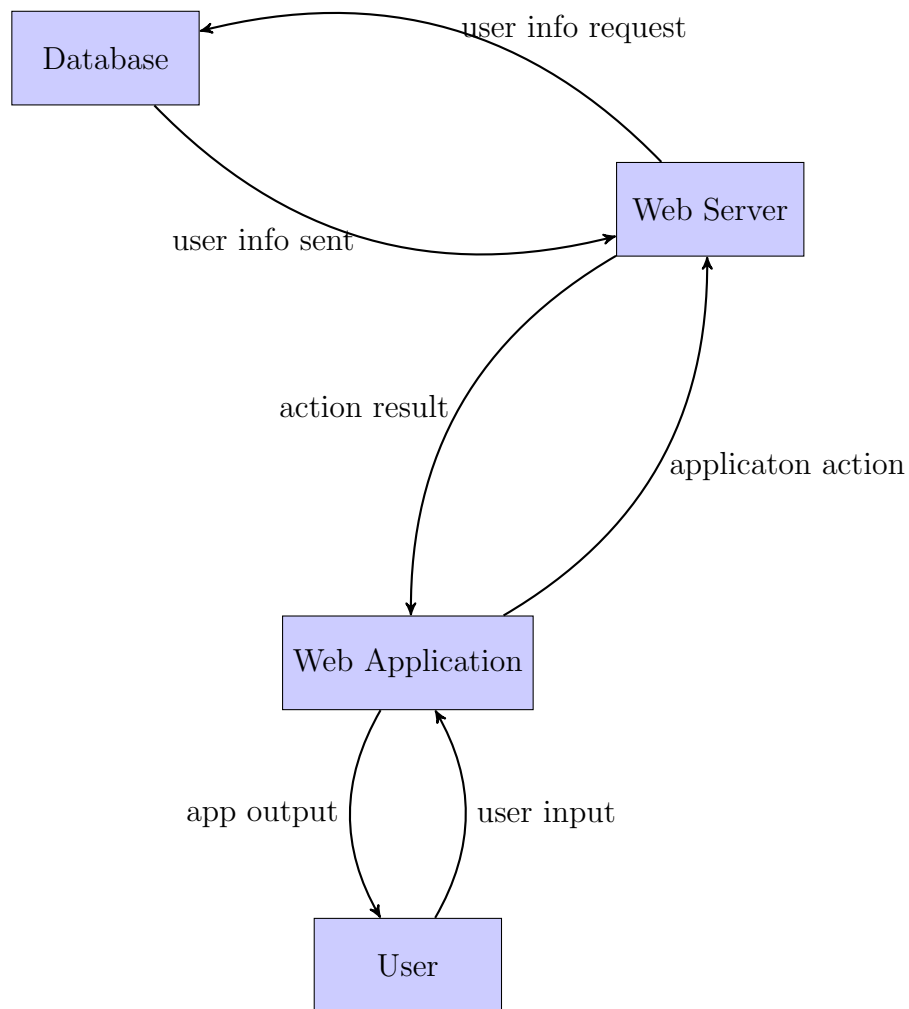 user info request
Database
Web Server
user info sent
action result
applicaton action
Web Application
app output
user input
User